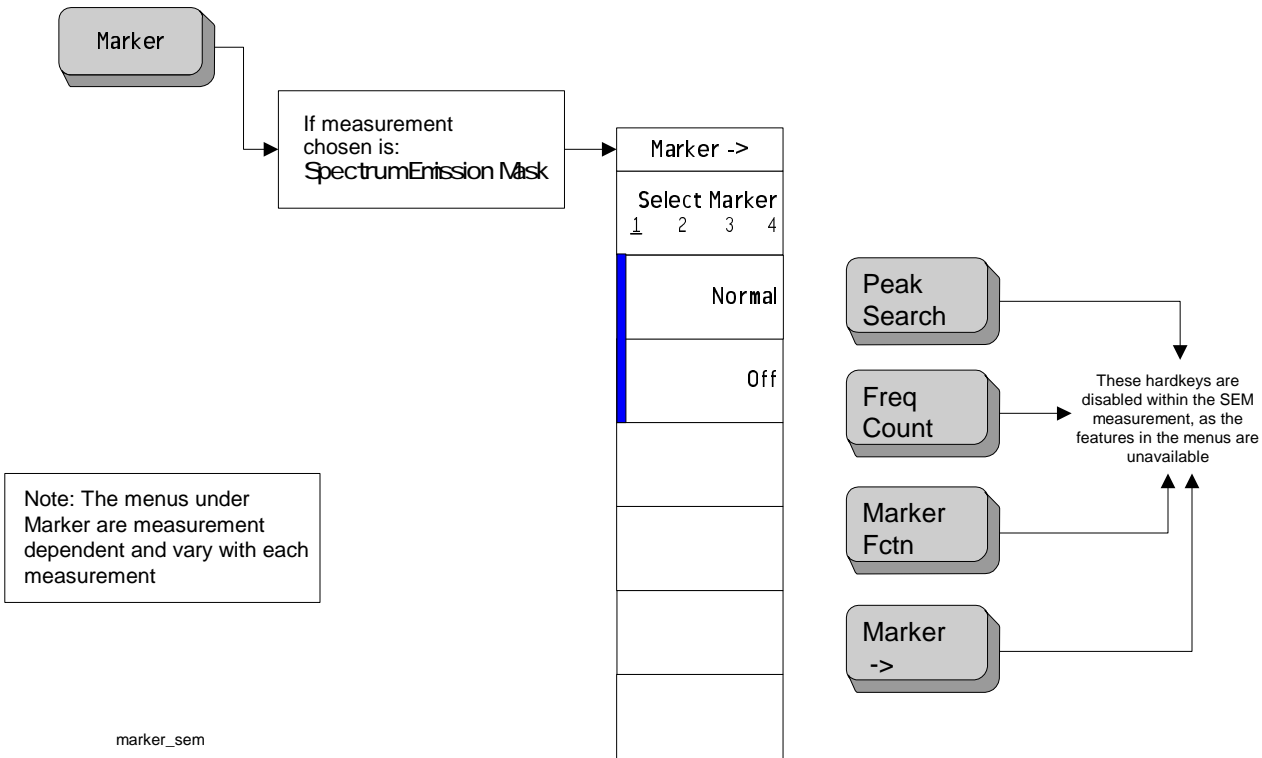 Marker
If measurement
chosen is:
Spectrum Emission Mask
Marker ->
Select Marker
1 2 3 4
Normal
Off
Peak
Search
Freq
Count
Marker
Fctn
Marker
->
These hardkeys are
disabled within the SEM
measurement, as the
features in the menus are
unavailable
Note: The menus under
Marker are measurement
dependent and vary with each
measurement
marker_sem